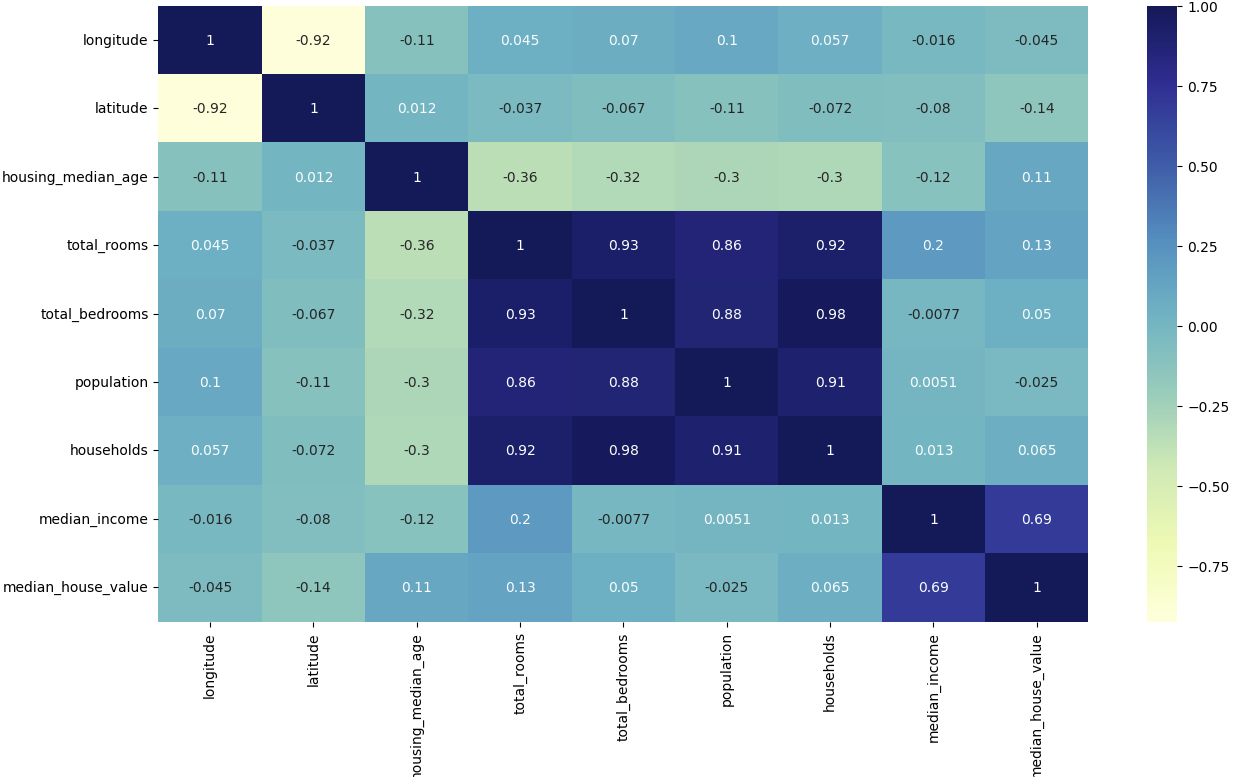 longitude 1 -0.92 -0.11 0.045 0.07 0.1 0.057 -0.016 -0.045
latitude -0.92 1 0.012 -0.037 -0.067 -0.11 -0.072 -0.08 -0.14
housing_median_age -0.11 0.012 1 -0.36 -0.32 -0.3 -0.3 -0.12 0.11
total_rooms 0.045 -0.037 -0.36 1 0.93 0.86 0.92 0.2 0.13
total_bedrooms 0.07 -0.067 -0.32 0.93 1 0.88 0.98 -0.0077 0.05
population 0.1 -0.11 -0.3 0.86 0.88 1 0.91 0.0051 -0.025
households 0.057 -0.072 -0.3 0.92 0.98 0.91 1 0.013 0.065
median_income -0.016 -0.08 -0.12 0.2 -0.0077 0.0051 0.013 1 0.69
median_house_value -0.045 -0.14 0.11 0.13 0.05 -0.025 0.065 0.69 1
longitude
latitude
housing_median_age
total_rooms
total_bedrooms
population
households
median_income
median_house_value
1.00
0.75
0.50
0.25
0.00
−0.25
−0.50
−0.75